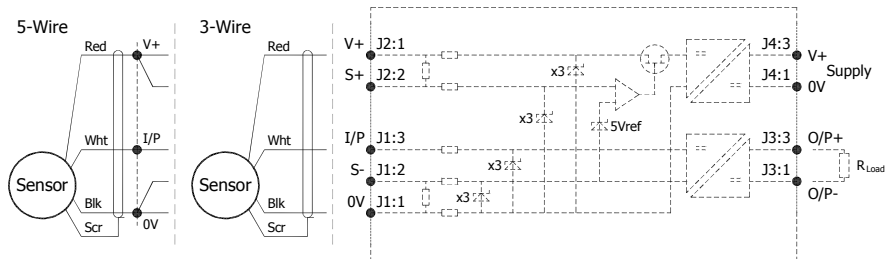 5-Wire
3-Wire
Red
V+
Wht
I/P
Sensor
Blk
Scr
0V
Red
Wht
Sensor
Blk
Scr
V+
J2:1
S+
J2:2
I/P
J1:3
S-
J1:2
0V
J1:1
x3
x3
x3
x3
5Vref
J4:3
V+
Supply
J4:1
0V
J3:3
O/P+
J3:1
O/P-
RLoad